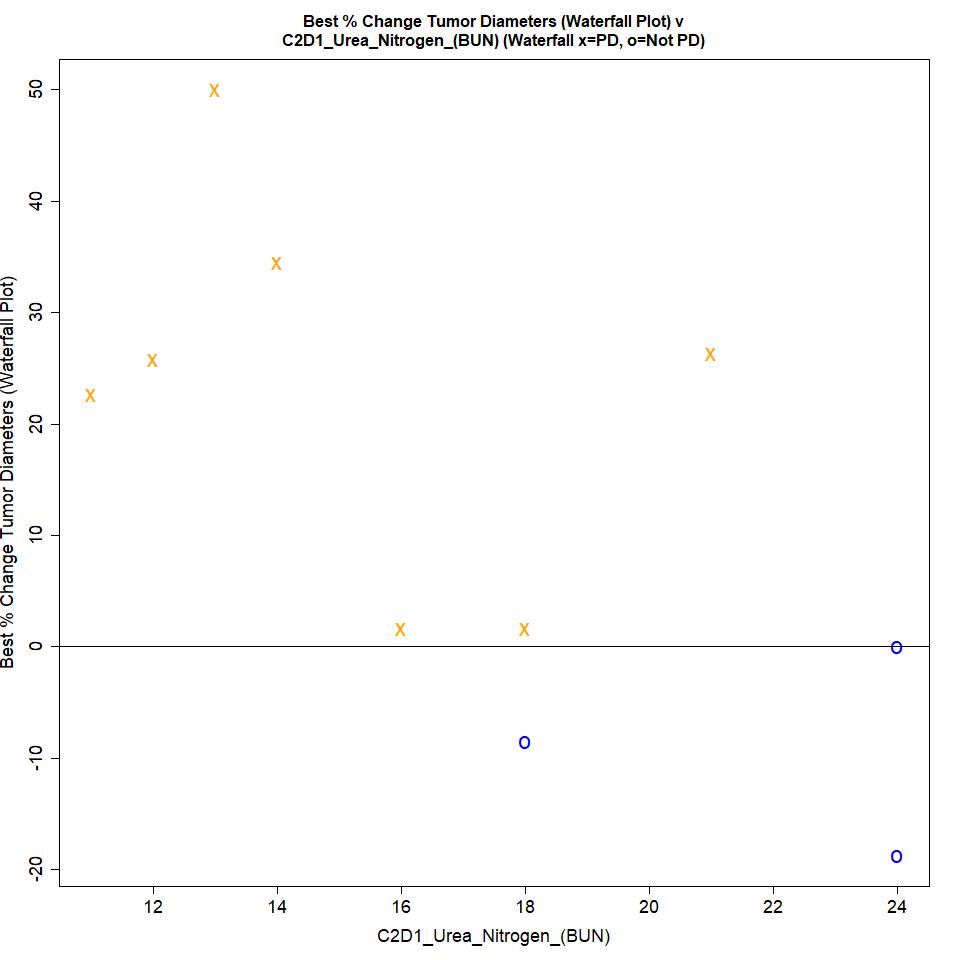 Best % Change Tumor Diameters (Waterfall Plot) v
C2D1_Urea_Nitrogen_(BUN) (Waterfall x=PD, o=Not PD)
Best % Change Tumor Diameters (Waterfall Plot)
50
40
30
20
10
0
-10
-20
X
X
X
X
X
X
X
O
O
O
12
14
16
18
20
22
24
C2D1_Urea_Nitrogen_(BUN)